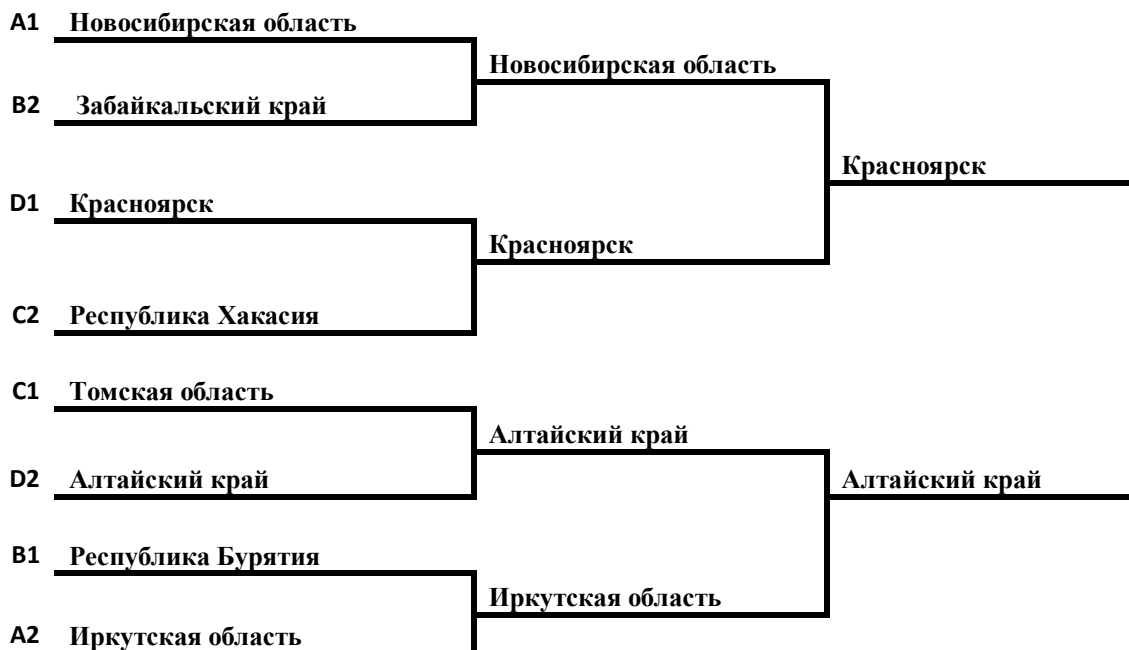 A1 Новосибирская область
Новосибирская область
B2 Забайкальский край
Красноярск
D1 Красноярск
Красноярск
C2 Республика Хакасия
C1 Томская область
Алтайский край
D2 Алтайский край
Алтайский край
B1 Республика Бурятия
Иркутская область
A2 Иркутская область